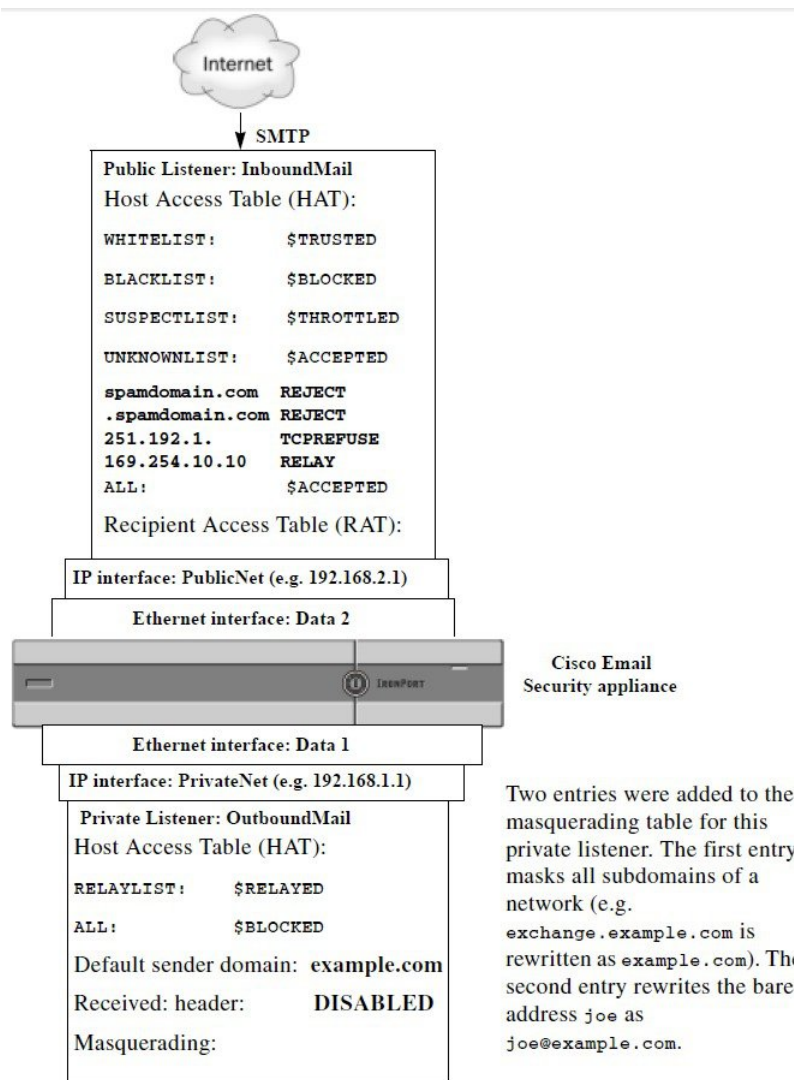 Internet
SMTP
Public Listener: InboundMail
Host Access Table (HAT):
WHITELIST: $TRUSTED
BLACKLIST: $BLOCKED
SUSPECTLIST: $THROTTLED
UNKNOWNLIST: $ACCEPTED
spamdomain.com REJECT
.spamdomain.com REJECT
251.192.1. TCPREFUSE
169.254.10.10 RELAY
ALL: $ACCEPTED
Recipient Access Table (RAT):
IP interface: PublicNet (e.g. 192.168.2.1)
Ethernet interface: Data 2
IRONPORT
Cisco Email
Security appliance
Ethernet interface: Data 1
IP interface: PrivateNet (e.g. 192.168.1.1)
Private Listener: OutboundMail
Host Access Table (HAT):
RELAYLIST: $RELAYED
ALL: $BLOCKED
Default sender domain: example.com
Received: header: DISABLED
Masquerading:
Two entries were added to the
masquerading table for this
private listener. The first entry
masks all subdomains of a
network (e.g.
exchange.example.com is
rewritten as example.com). The
second entry rewrites the bare
address joe as
joe@example.com.